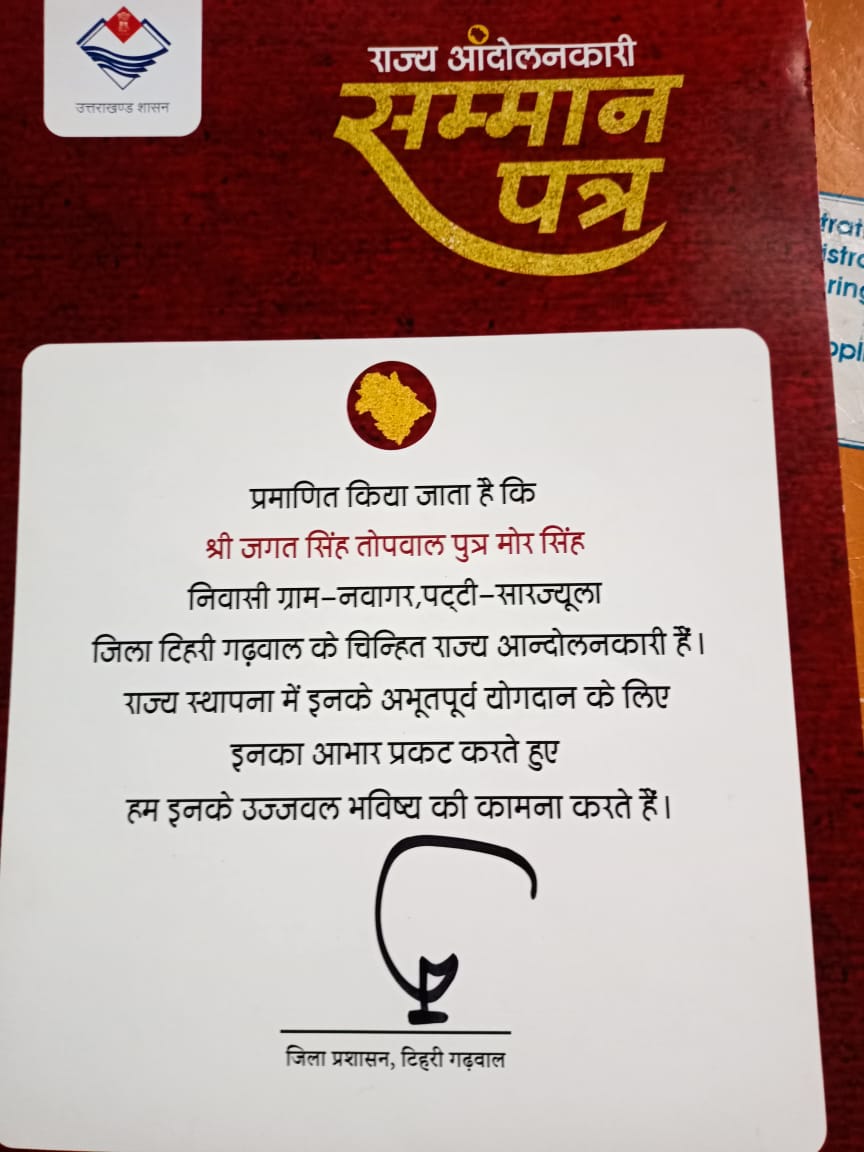 उत्तराखण्ड शासन
राज्य आंदोलनकारी
सम्मान
पत्र
प्रमाणित किया जाता है कि
श्री जगत सिंह तोपवाल पुत्र मोर सिंह
निवासी ग्राम–नवागर,पट्टी–सारज्यूला
जिला टिहरी गढ़वाल के चिन्हित राज्य आन्दोलनकारी हैं।
राज्य स्थापना में इनके अभूतपूर्व योगदान के लिए
इनका आभार प्रकट करते हुए
हम इनके उज्जवल भविष्य की कामना करते हैं।
जिला प्रशासन, टिहरी गढ़वाल